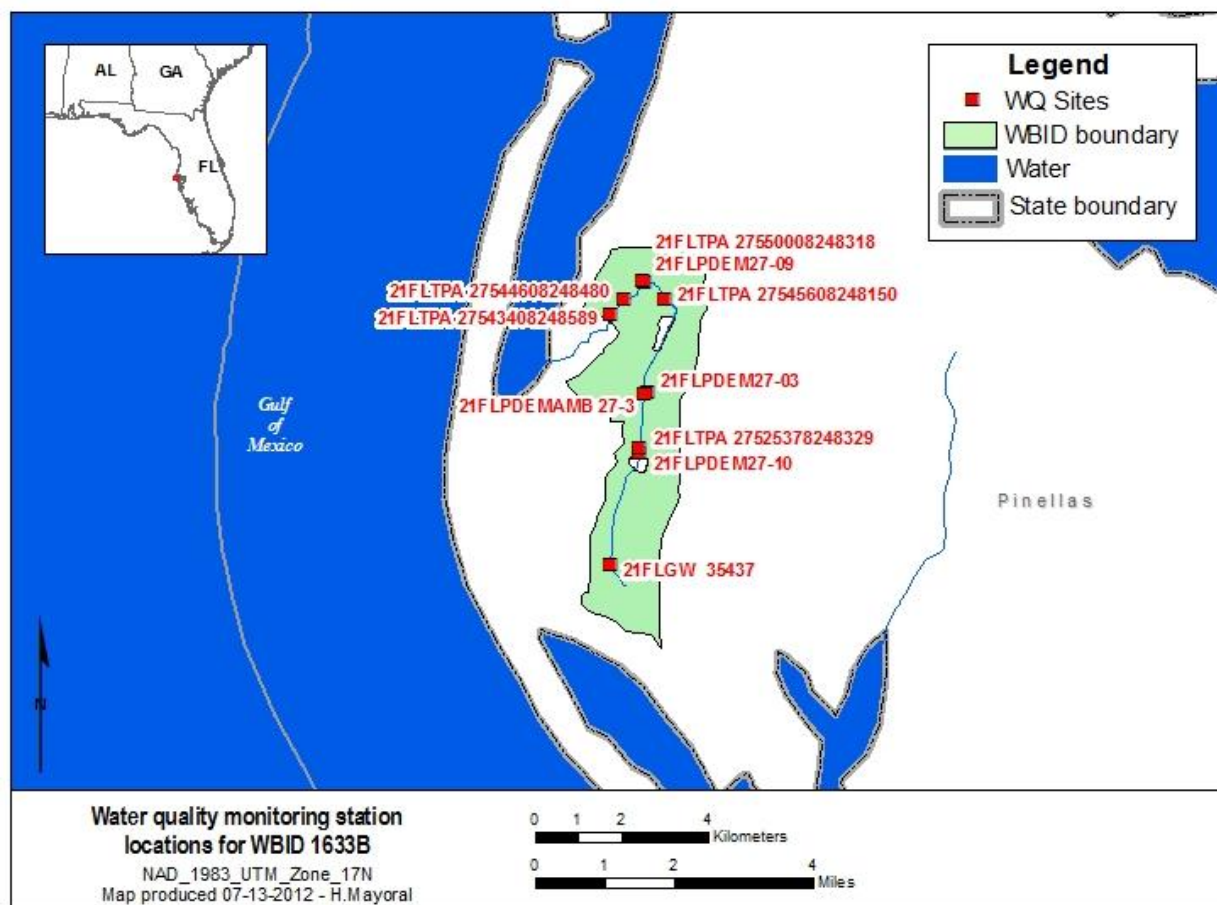 AL
GA
FL
Legend
WQ Sites
WBID boundary
Water
State boundary
21FLTPA 27550008248318
21FLPDEM27-09
21FLTPA 27544608248480
21FLTPA 27545608248150
21FLTPA 27543408248589
21FLPDEM27-03
21FLPDEMAMB 27-3
21FLTPA 27525378248329
21FLPDEM27-10
21FLGW 35437
Gulf
of
Mexico
Pinellas
N
Water quality monitoring station
locations for WBID 1633B
NAD_1983_UTM_Zone_17N
Map produced 07-13-2012 - H.Mayoral
0 1 2 4
Kilometers
0 1 2 4
Miles